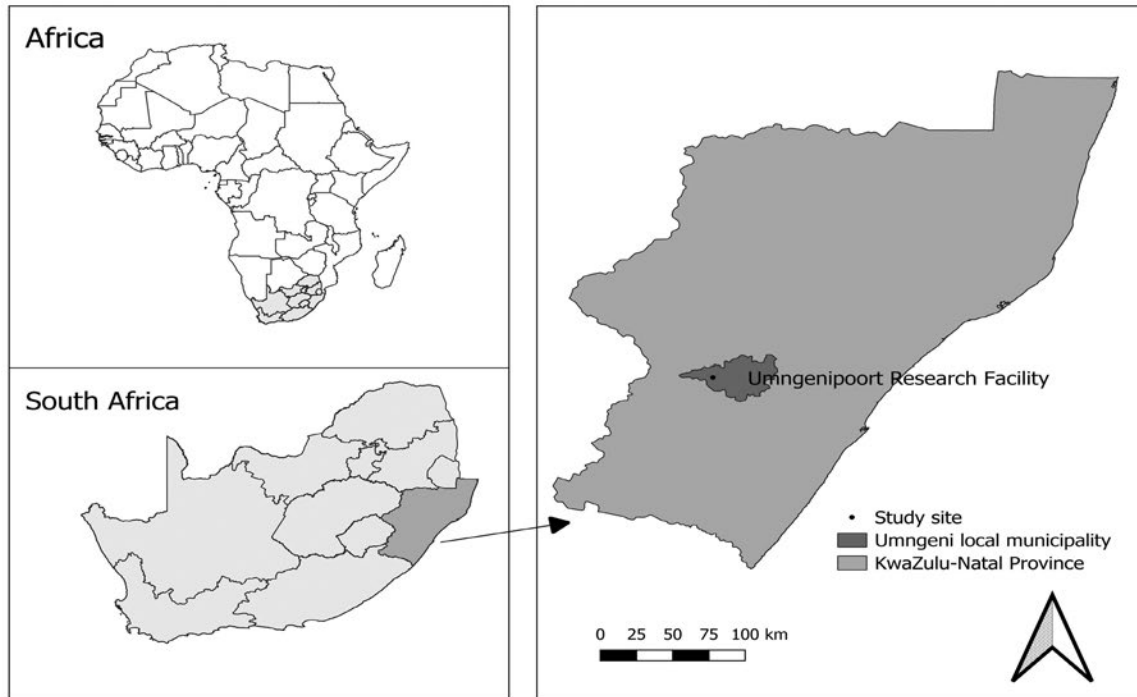 Africa
South Africa
Umngenipoort Research Facility
Study site
Umngeni local municipality
KwaZulu-Natal Province
0 25 50 75 100 km